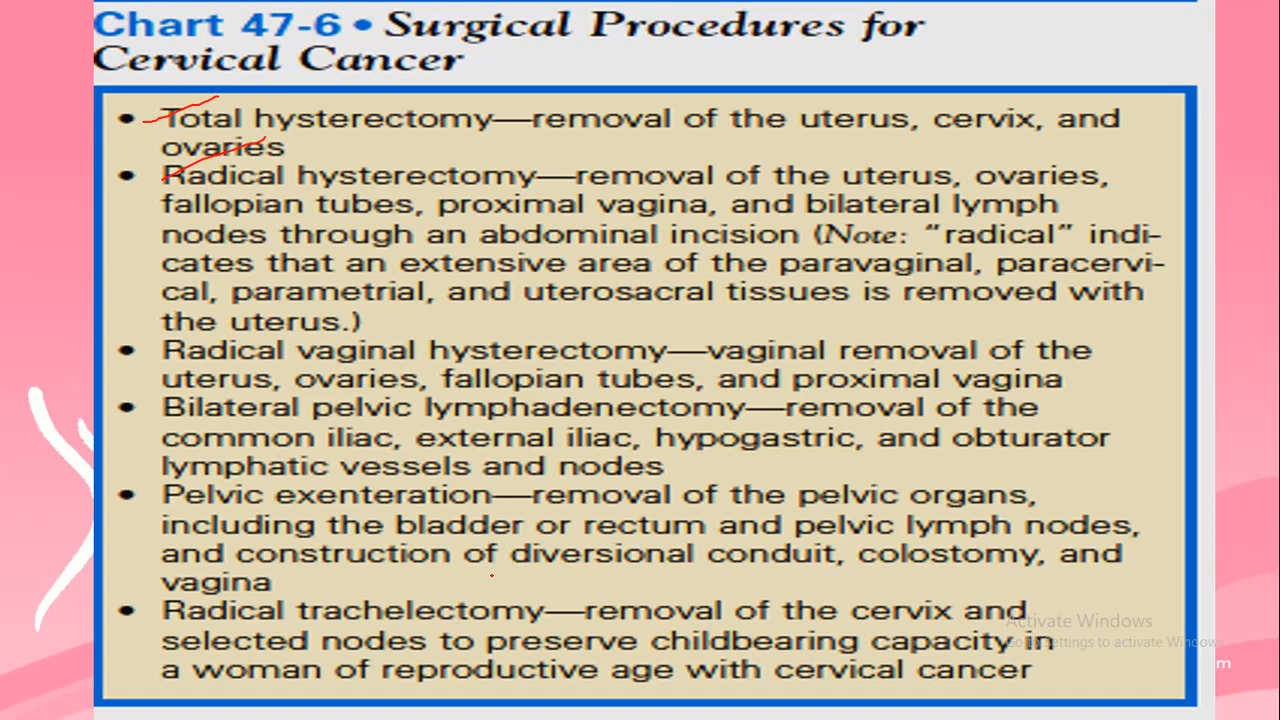 Chart 47-6 • Surgical Procedures for
Cervical Cancer
• Total hysterectomy—removal of the uterus, cervix, and
ovaries
• Radical hysterectomy—removal of the uterus, ovaries,
fallopian tubes, proximal vagina, and bilateral lymph
nodes through an abdominal incision (Note: “radical” indi-
cates that an extensive area of the paravaginal, paracervi-
cal, parametrial, and uterosacral tissues is removed with
the uterus.)
• Radical vaginal hysterectomy—vaginal removal of the
uterus, ovaries, fallopian tubes, and proximal vagina
• Bilateral pelvic lymphadenectomy—removal of the
common iliac, external iliac, hypogastric, and obturator
lymphatic vessels and nodes
• Pelvic exenteration—removal of the pelvic organs,
including the bladder or rectum and pelvic lymph nodes,
and construction of diversional conduit, colostomy, and
vagina
• Radical trachelectomy—removal of the cervix and
selected nodes to preserve childbearing capacity in
a woman of reproductive age with cervical cancer
Activate Windows
Go to Settings to activate Windows.
m